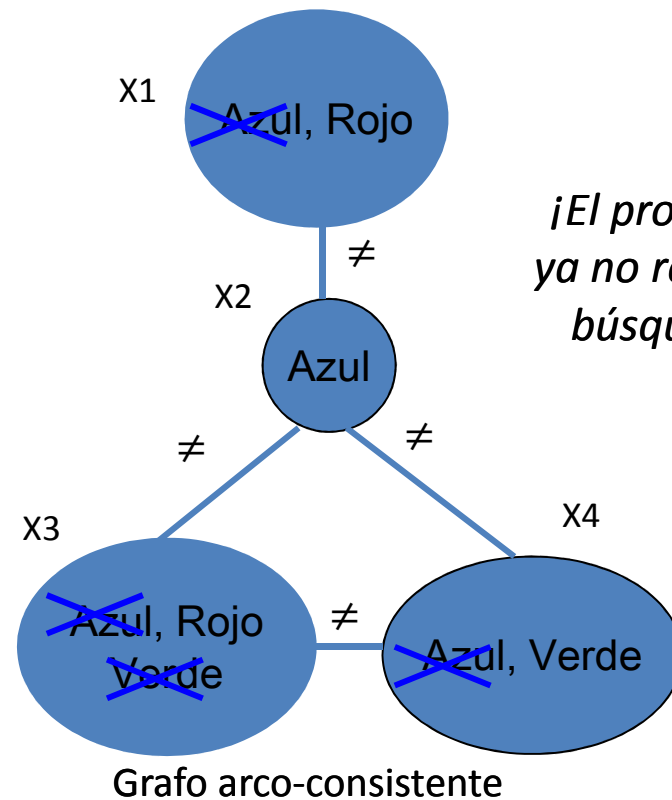 X1
Azul, Rojo
¡El pro
ya no re
búsqu
≠
X2
Azul
≠
≠
X3
X4
Azul, Rojo
Verde
≠
Azul, Verde
Grafo arco-consistente